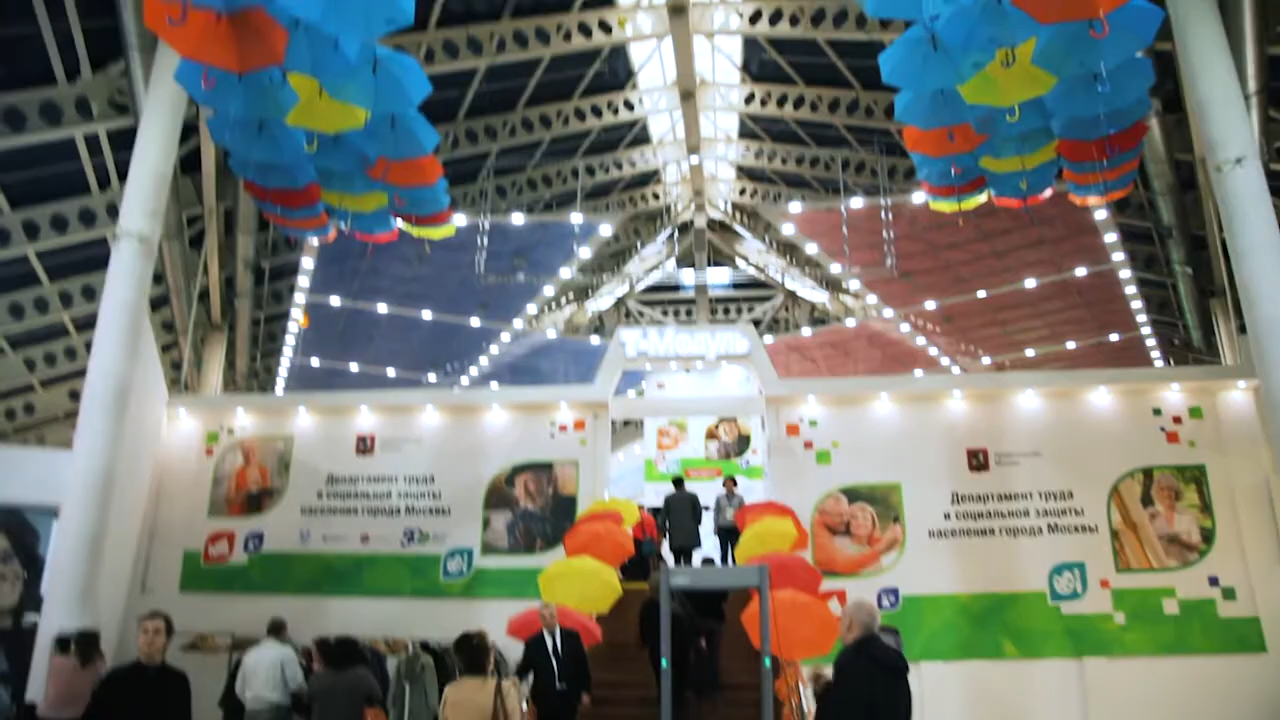 Т-Модуль
Департамент труда
и социальной защиты
населения города Москвы
Департамент труда
и социальной защиты
населения города Москвы